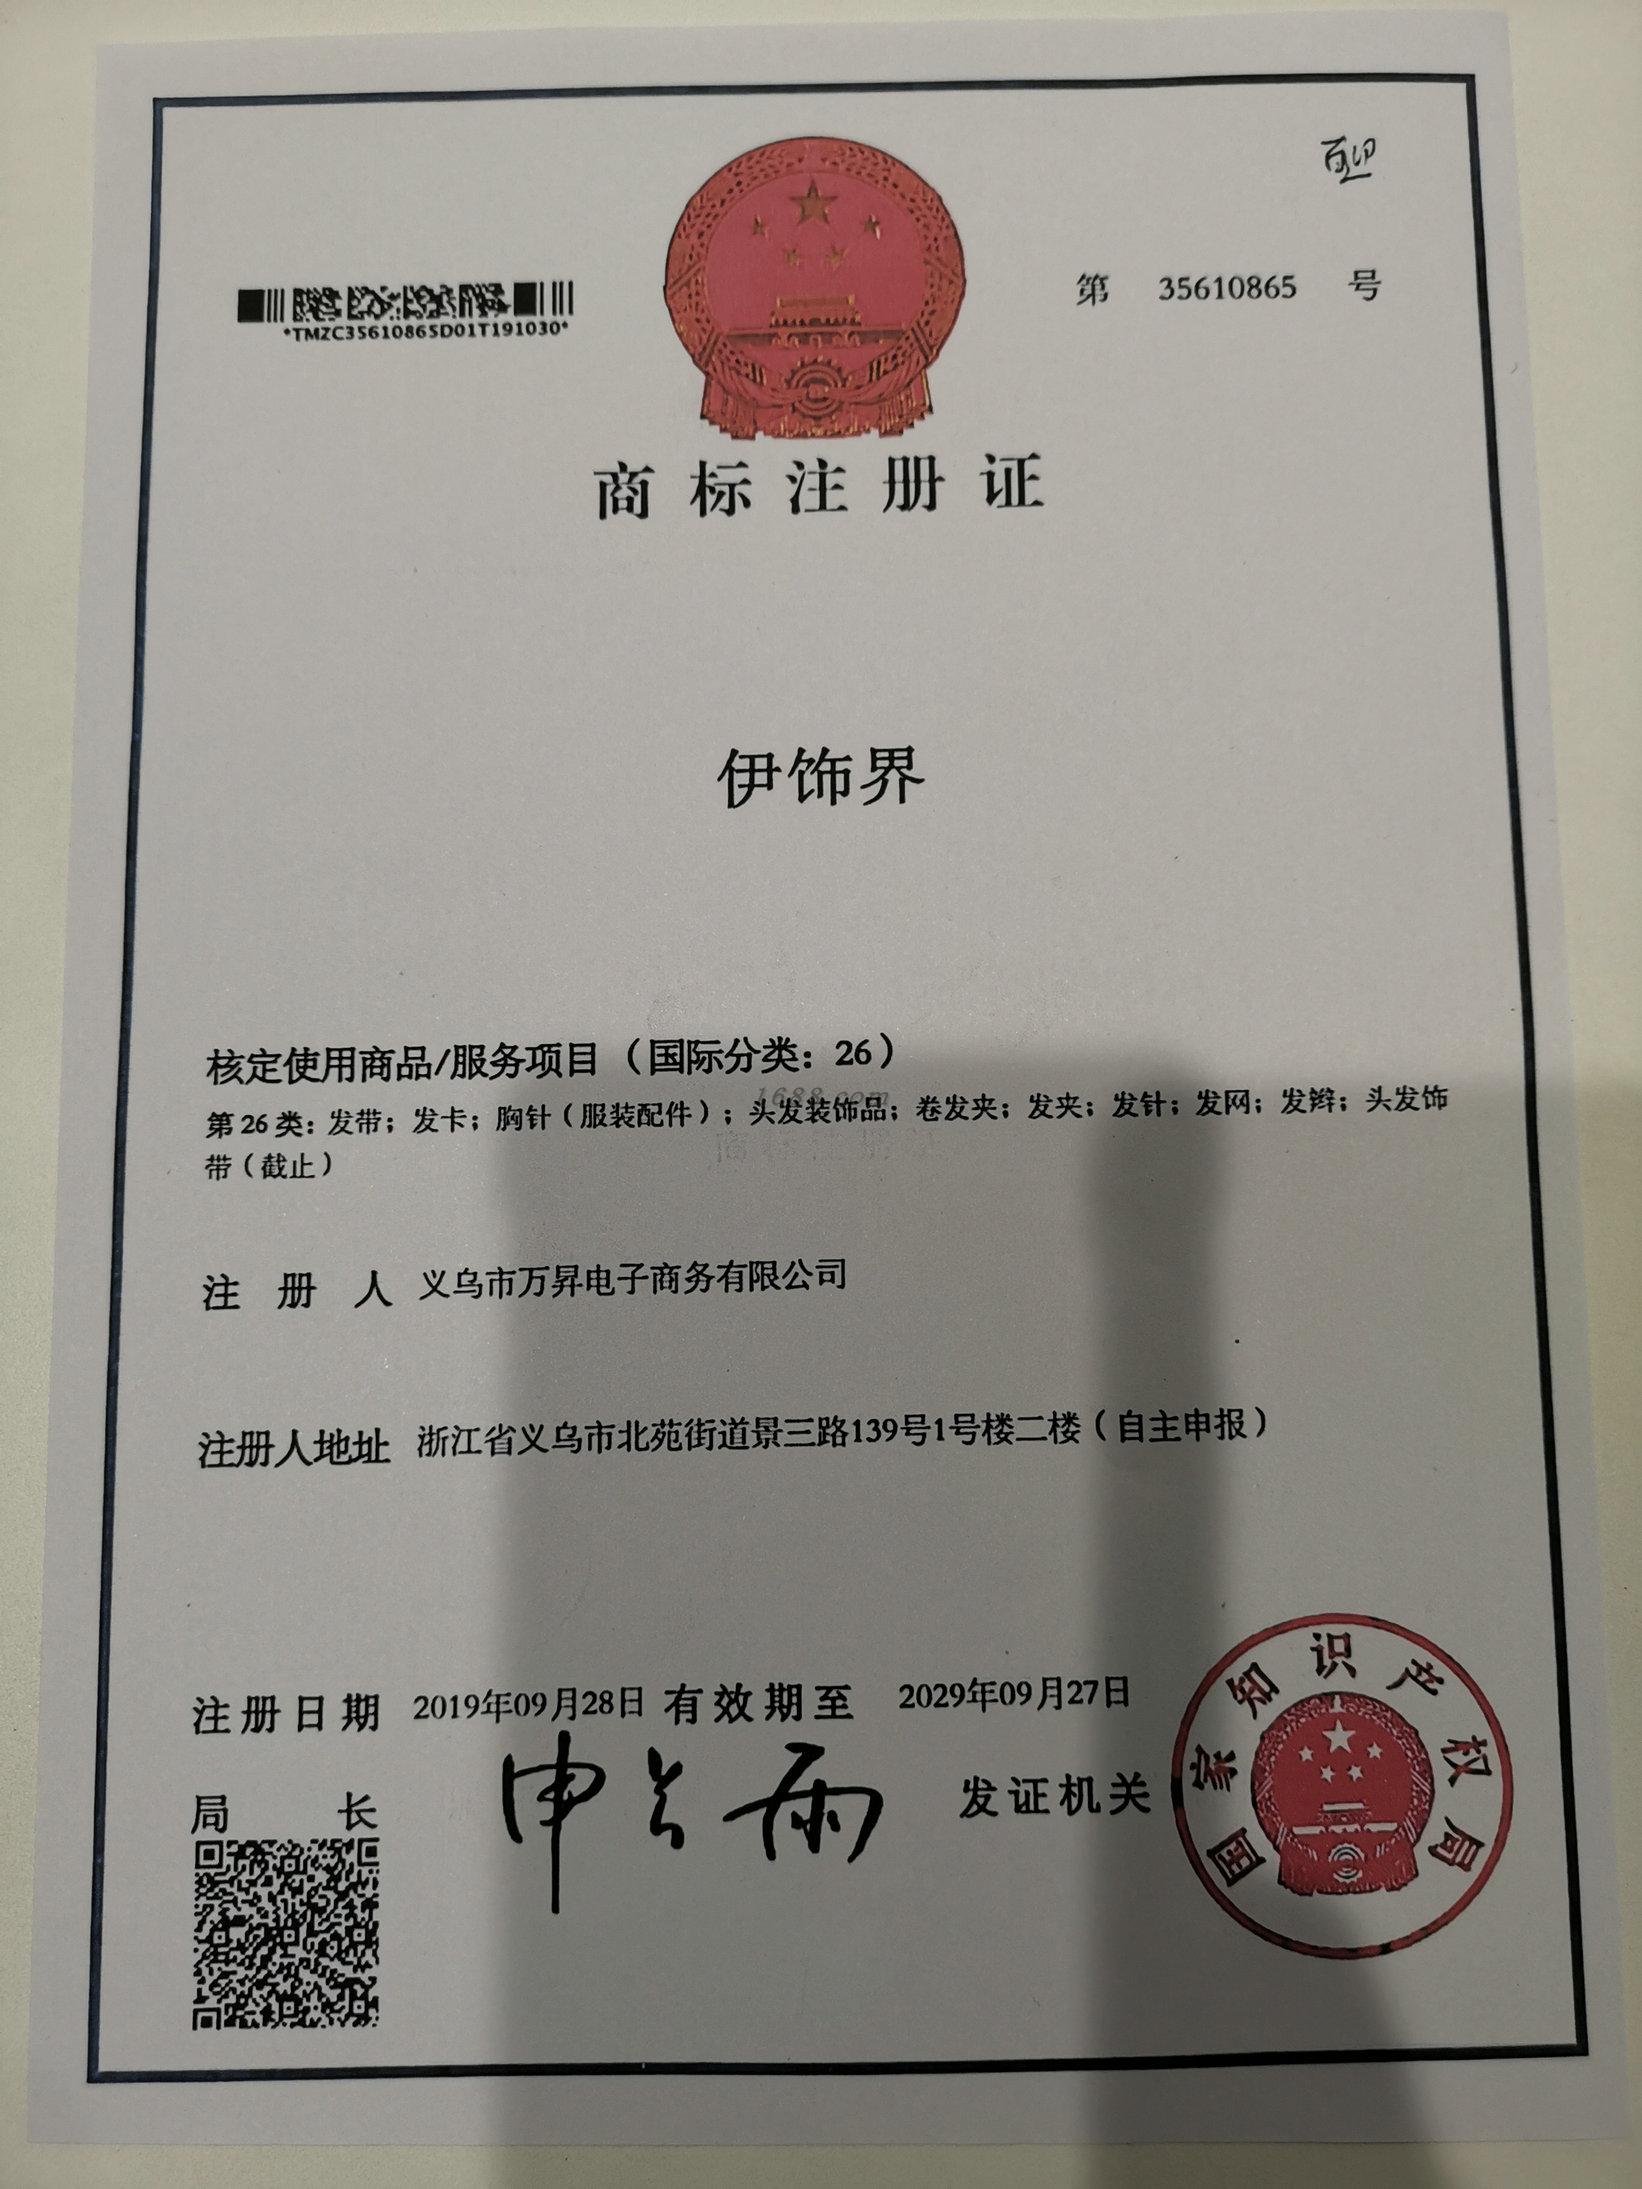 第 35610865 号
*TMZC35610865D01T191030*
商标注册证
伊饰界
核定使用商品/服务项目（国际分类：26）
1688.com
第26类：发带；发卡；胸针（服装配件）；头发装饰品；卷发夹；发夹；发针；发网；发辫；头发饰
带（截止）
注册人 义乌市万昇电子商务有限公司
注册人地址 浙江省义乌市北苑街道景三路139号1号楼二楼（自主申报）
注册日期 2019年09月28日 有效期至 2029年09月27日
局长 申长雨 发证机关
国家知识产权局